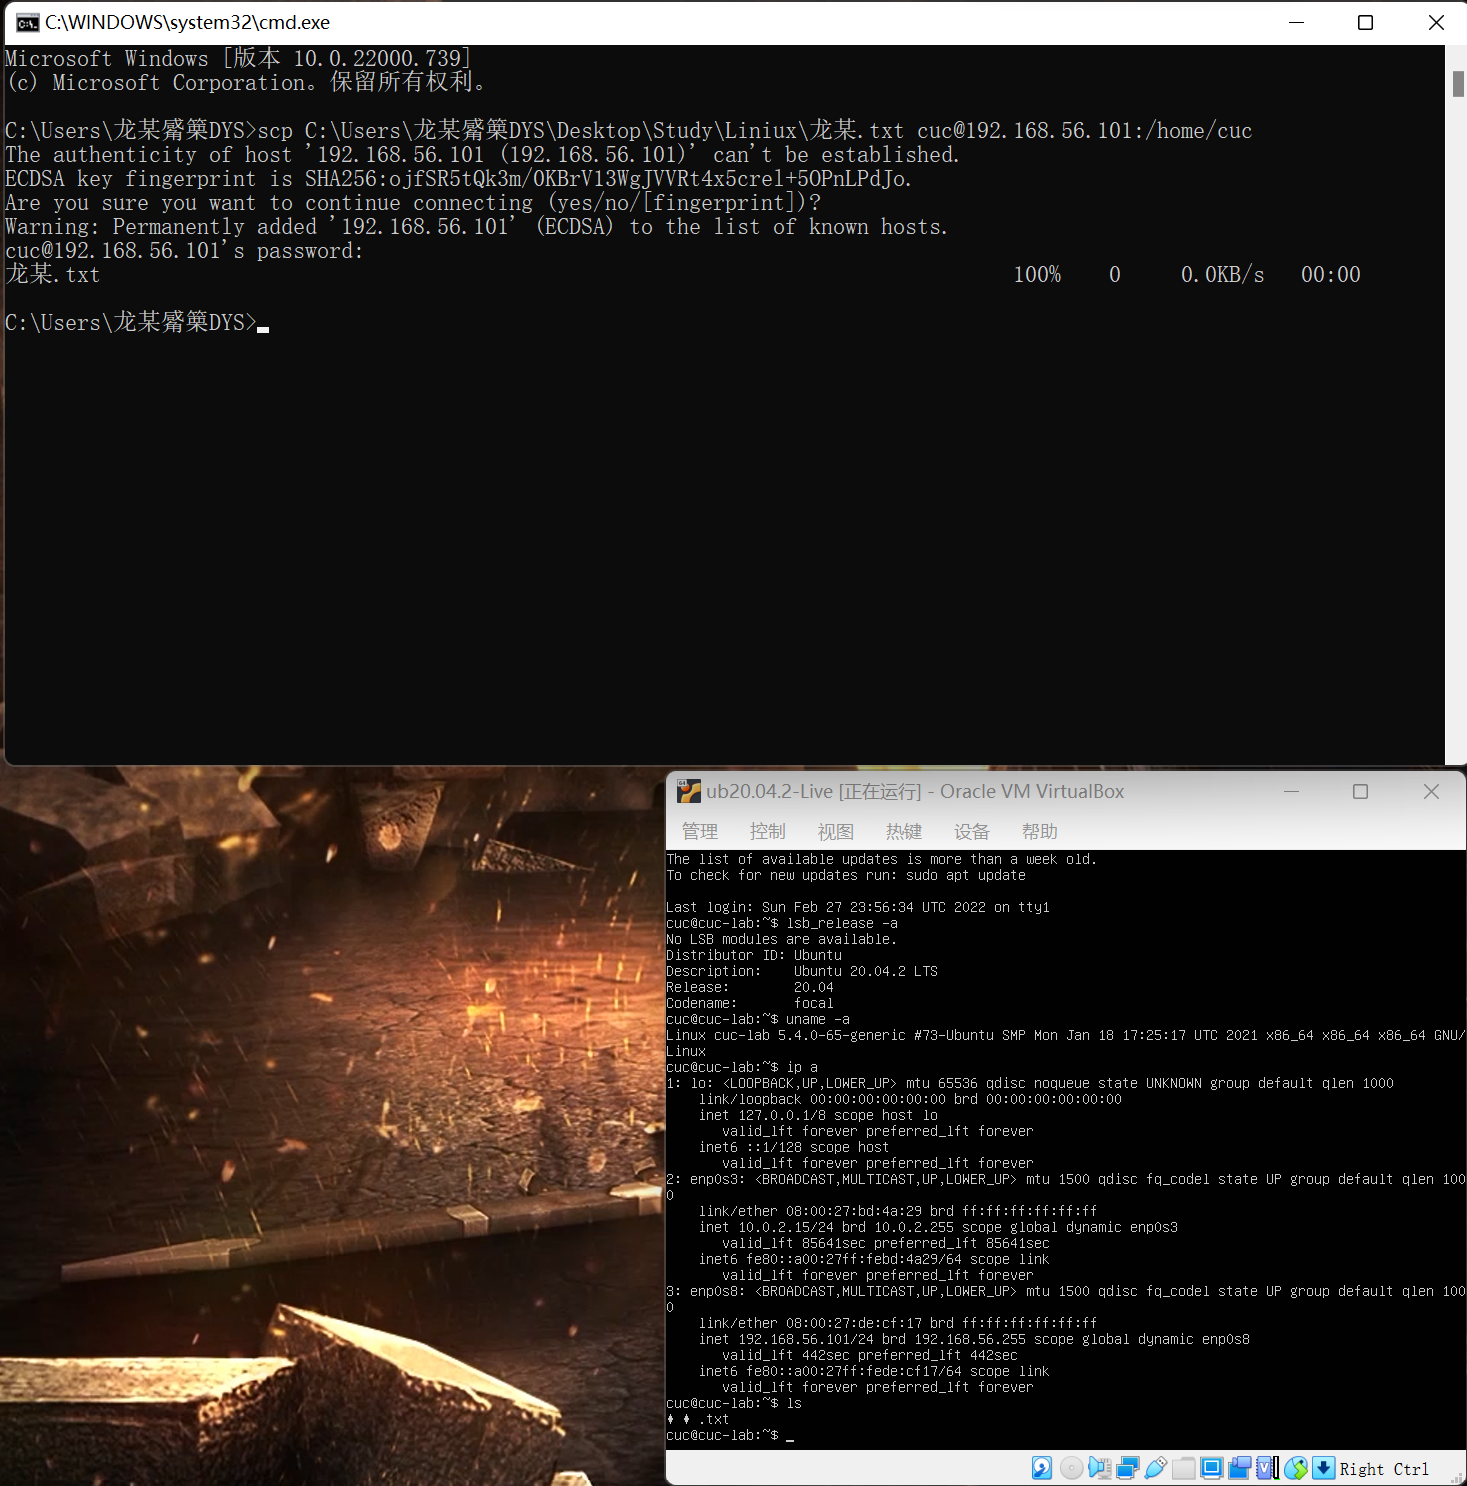 C:\WINDOWS\system32\cmd.exe
Microsoft Windows [版本 10.0.22000.739]
(c) Microsoft Corporation。保留所有权利。
C:\Users\龙某觱篥DYS>scp C:\Users\龙某觱篥DYS\Desktop\Study\Liniux\龙某.txt cuc@192.168.56.101:/home/cuc
The authenticity of host '192.168.56.101 (192.168.56.101)' can't be established.
ECDSA key fingerprint is SHA256:ojfSR5tQk3m/0KBrV13WgJVVRt4x5crel+5OPnLPdJo.
Are you sure you want to continue connecting (yes/no/[fingerprint])?
Warning: Permanently added '192.168.56.101' (ECDSA) to the list of known hosts.
cuc@192.168.56.101's password:
龙某.txt 100% 0 0.0KB/s 00:00
C:\Users\龙某觱篥DYS>
ub20.04.2-Live [正在运行] - Oracle VM VirtualBox
管理 控制 视图 热键 设备 帮助
The list of available updates is more than a week old.
To check for new updates run: sudo apt update
Last login: Sun Feb 27 23:56:34 UTC 2022 on tty1
cuc@cuc-lab:~$ lsb_release -a
No LSB modules are available.
Distributor ID: Ubuntu
Description: Ubuntu 20.04.2 LTS
Release: 20.04
Codename: focal
cuc@cuc-lab:~$ uname -a
Linux cuc-lab 5.4.0-65-generic #73-Ubuntu SMP Mon Jan 18 17:25:17 UTC 2021 x86_64 x86_64 x86_64 GNU/
Linux
cuc@cuc-lab:~$ ip a
1: lo: <LOOPBACK,UP,LOWER_UP> mtu 65536 qdisc noqueue state UNKNOWN group default qlen 1000
link/loopback 00:00:00:00:00:00 brd 00:00:00:00:00:00
inet 127.0.0.1/8 scope host lo
valid_lft forever preferred_lft forever
inet6 ::1/128 scope host
valid_lft forever preferred_lft forever
2: enp0s3: <BROADCAST,MULTICAST,UP,LOWER_UP> mtu 1500 qdisc fq_codel state UP group default qlen 100
0
link/ether 08:00:27:bd:4a:29 brd ff:ff:ff:ff:ff:ff
inet 10.0.2.15/24 brd 10.0.2.255 scope global dynamic enp0s3
valid_lft 85641sec preferred_lft 85641sec
inet6 fe80::a00:27ff:febd:4a29/64 scope link
valid_lft forever preferred_lft forever
3: enp0s8: <BROADCAST,MULTICAST,UP,LOWER_UP> mtu 1500 qdisc fq_codel state UP group default qlen 100
0
link/ether 08:00:27:de:cf:17 brd ff:ff:ff:ff:ff:ff
inet 192.168.56.101/24 brd 192.168.56.255 scope global dynamic enp0s8
valid_lft 442sec preferred_lft 442sec
inet6 fe80::a00:27ff:fede:cf17/64 scope link
valid_lft forever preferred_lft forever
cuc@cuc-lab:~$ ls
♦ ♦ .txt
cuc@cuc-lab:~$ _
Right Ctrl